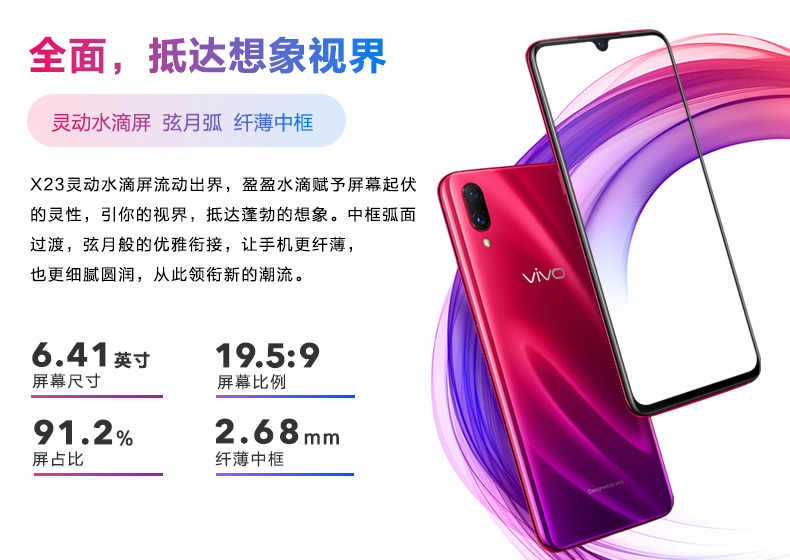 全面，抵达想象视界
灵动水滴屏 弦月弧 纤薄中框
X23灵动水滴屏流动出界，盈盈水滴赋予屏幕起伏
的灵性，引你的视界，抵达蓬勃的想象。中框弧面
过渡，弦月般的优雅衔接，让手机更纤薄，
也更细腻圆润，从此领衔新的潮流。
6.41英寸
屏幕尺寸
19.5:9
屏幕比例
91.2%
屏占比
2.68mm
纤薄中框
vivo
Designed by vivo